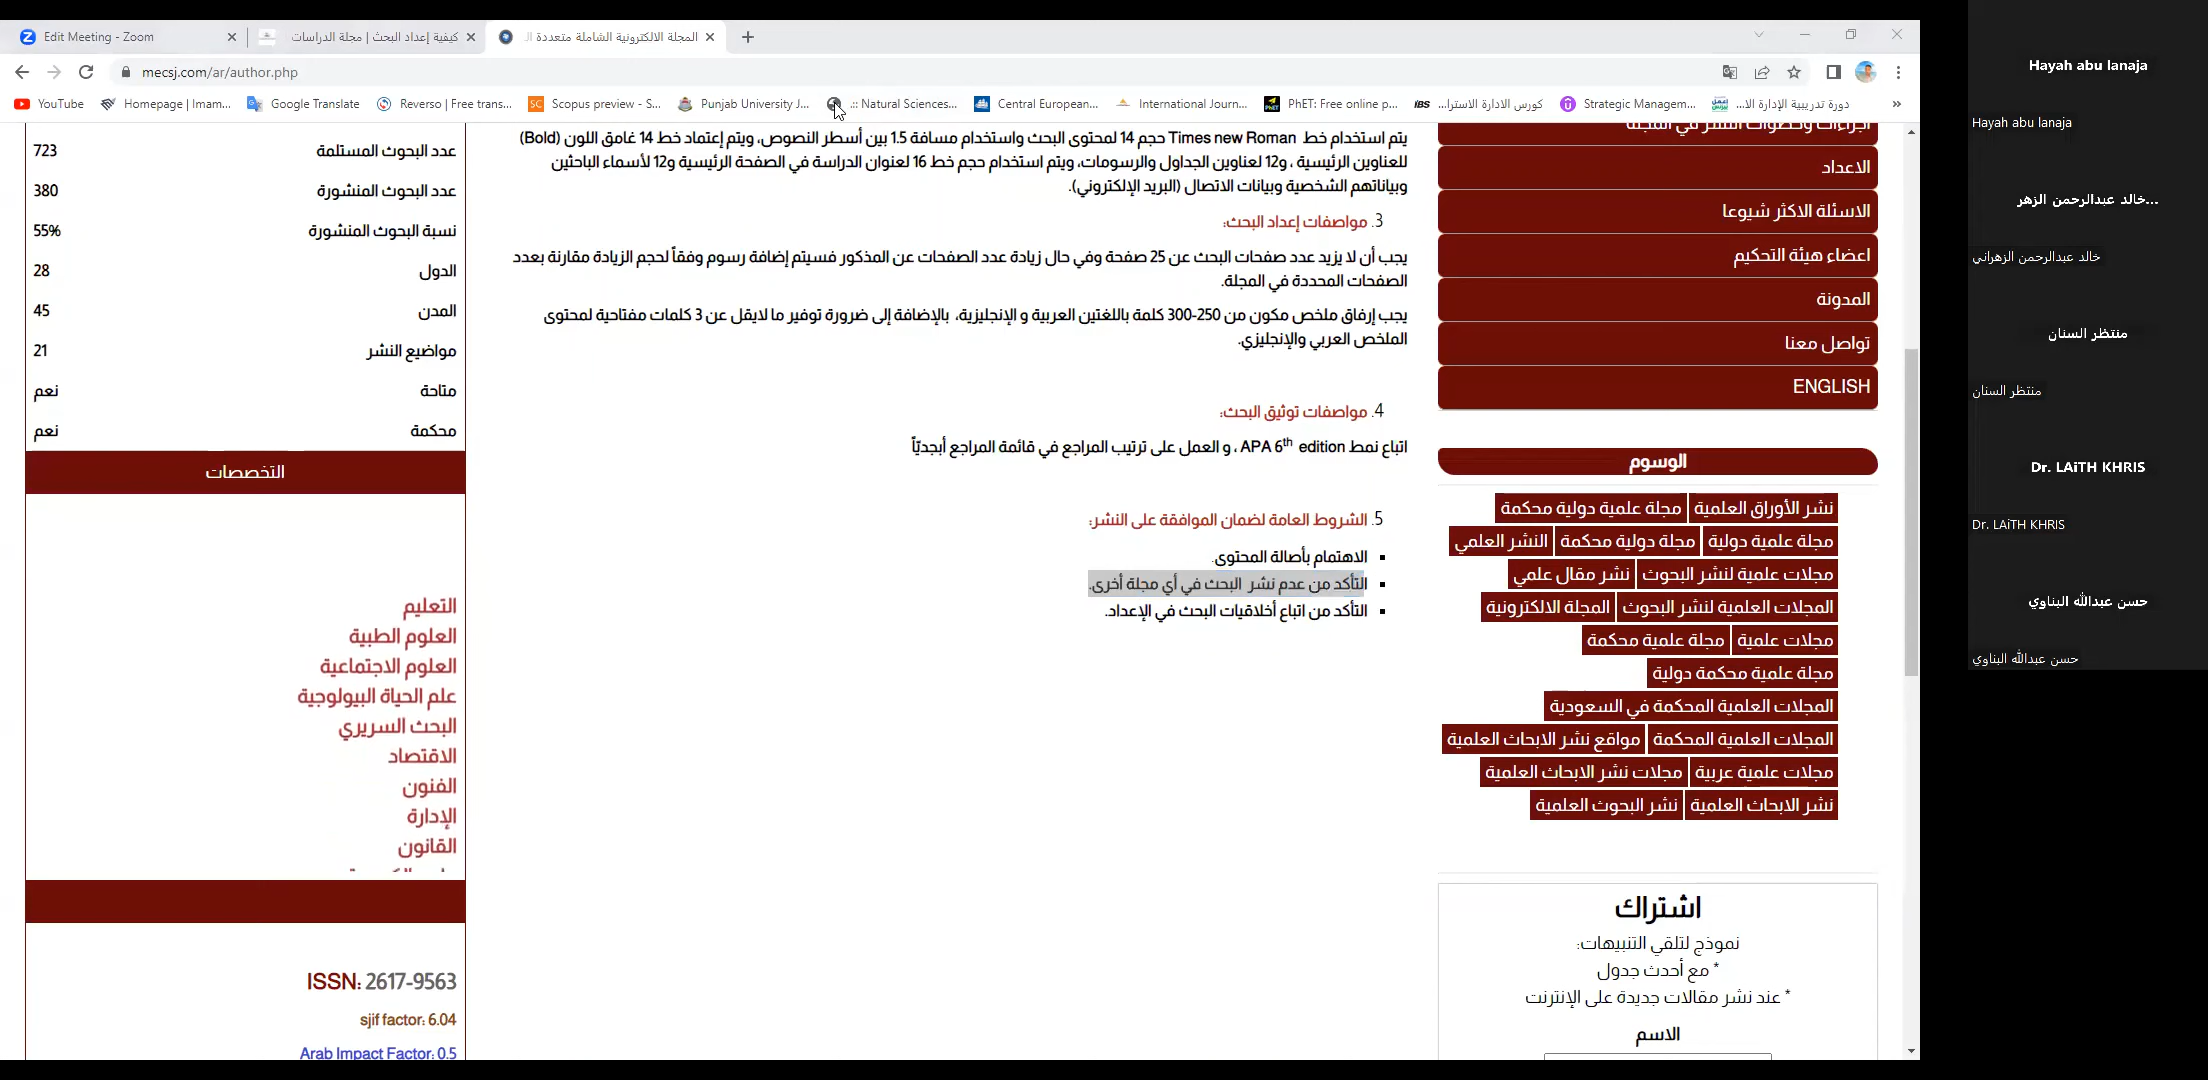 Edit Meeting - Zoom
كيفية إعداد البحث | مجلة الدراسات
المجلة الالكترونية الشاملة متعددة ال
mecsj.com/ar/author.php
YouTube
Homepage | Imam...
Google Translate
Reverso | Free trans...
Scopus preview - S...
Punjab University J...
.:: Natural Sciences...
Central European...
International Journ...
PhET: Free online p...
كورس الادارة الاسترا...
Strategic Managem...
دورة تدريبية الإدارة الا...
»
اجراءات وخطوات النشر في المجلة
الاعداد
الاسئلة الاكثر شيوعا
اعضاء هيئة التحكيم
المدونة
تواصل معنا
ENGLISH
الوسوم
نشر الأوراق العلمية
مجلة علمية دولية محكمة
مجلة علمية دولية
مجلة دولية محكمة
النشر العلمي
مجلات علمية لنشر البحوث
نشر مقال علمي
المجلات العلمية لنشر البحوث
المجلة الالكترونية
مجلات علمية
مجلة علمية محكمة
مجلة علمية محكمة دولية
المجلات العلمية المحكمة في السعودية
المجلات العلمية المحكمة
مواقع نشر الابحاث العلمية
مجلات علمية عربية
مجلات نشر الابحاث العلمية
نشر الابحاث العلمية
نشر البحوث العلمية
اشتراك
نموذج لتلقي التنبيهات:
* مع أحدث جدول
* عند نشر مقالات جديدة على الإنترنت
الاسم
يتم استخدام خط Times new Roman حجم 14 لمحتوى البحث واستخدام مسافة 1.5 بين أسطر النصوص، ويتم إعتماد خط 14 غامق اللون (Bold)
للعناوين الرئيسية ، و12 لعناوين الجداول والرسومات، ويتم استخدام حجم خط 16 لعنوان الدراسة في الصفحة الرئيسية و12 لأسماء الباحثين
وبياناتهم الشخصية وبيانات الاتصال (البريد الإلكتروني).
3. مواصفات إعداد البحث:
يجب أن لا يزيد عدد صفحات البحث عن 25 صفحة وفي حال زيادة عدد الصفحات عن المذكور فسيتم إضافة رسوم وفقاً لحجم الزيادة مقارنة بعدد
الصفحات المحددة في المجلة.
يجب إرفاق ملخص مكون من 250-300 كلمة باللغتين العربية و الإنجليزية، بالإضافة إلى ضرورة توفير ما لايقل عن 3 كلمات مفتاحية لمحتوى
الملخص العربي والإنجليزي.
4. مواصفات توثيق البحث:
اتباع نمط APA 6th edition ، و العمل على ترتيب المراجع في قائمة المراجع أبجديّاً
5. الشروط العامة لضمان الموافقة على النشر:
▪ الاهتمام بأصالة المحتوى.
▪ التأكد من عدم نشر البحث في أي مجلة أخرى.
▪ التأكد من اتباع أخلاقيات البحث في الإعداد.
عدد البحوث المستلمة 723
عدد البحوث المنشورة 380
نسبة البحوث المنشورة 55%
الدول 28
المدن 45
مواضيع النشر 21
متاحة نعم
محكمة نعم
التخصصات
التعليم
العلوم الطبية
العلوم الاجتماعية
علم الحياة البيولوجية
البحث السريري
الاقتصاد
الفنون
الإدارة
القانون
ISSN: 2617-9563
sjif factor: 6.04
Arab Impact Factor: 0.5
Hayah abu lanaja
Hayah abu lanaja
خالد عبدالرحمن الزهر...
خالد عبدالرحمن الزهراني
منتظر السنان
منتظر السنان
Dr. LAiTH KHRIS
Dr. LAiTH KHRIS
حسن عبدالله البناوي
حسن عبدالله البناوي